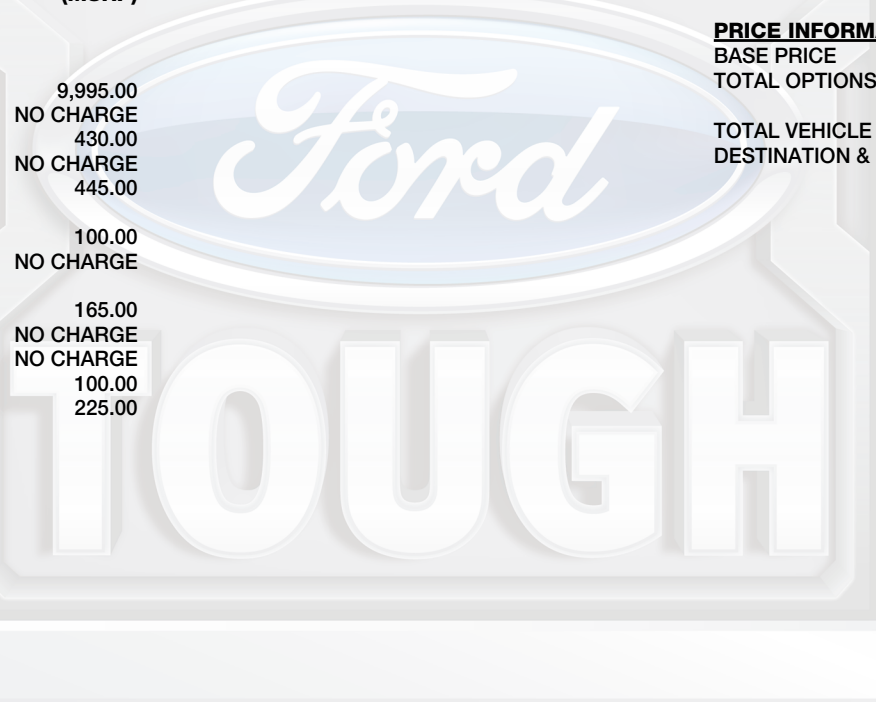 9,995.00
NO CHARGE
430.00
NO CHARGE
445.00
100.00
NO CHARGE
165.00
NO CHARGE
NO CHARGE
100.00
225.00
PRICE INFORM
BASE PRICE
TOTAL OPTIONS
TOTAL VEHICLE
DESTINATION &
Ford
TOUGH